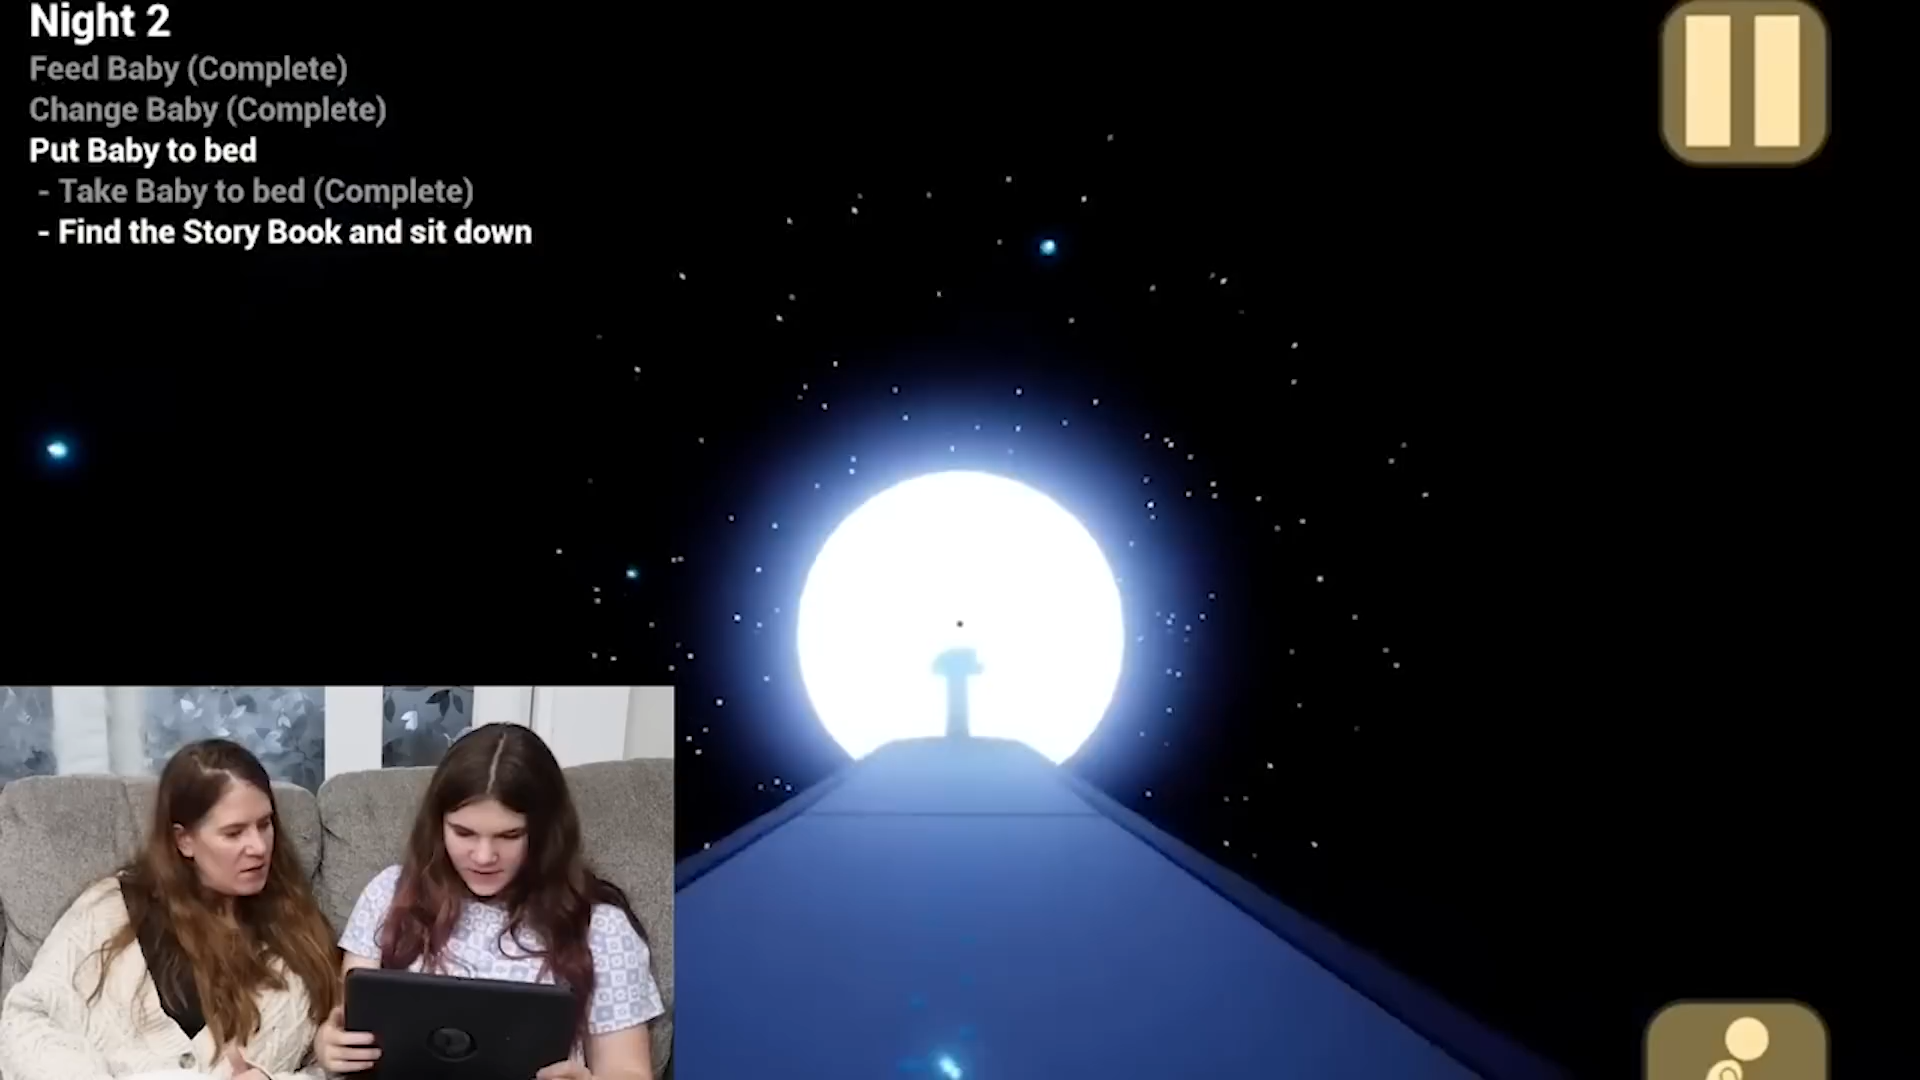 Night 2
Feed Baby (Complete)
Change Baby (Complete)
Put Baby to bed
- Take Baby to bed (Complete)
- Find the Story Book and sit down